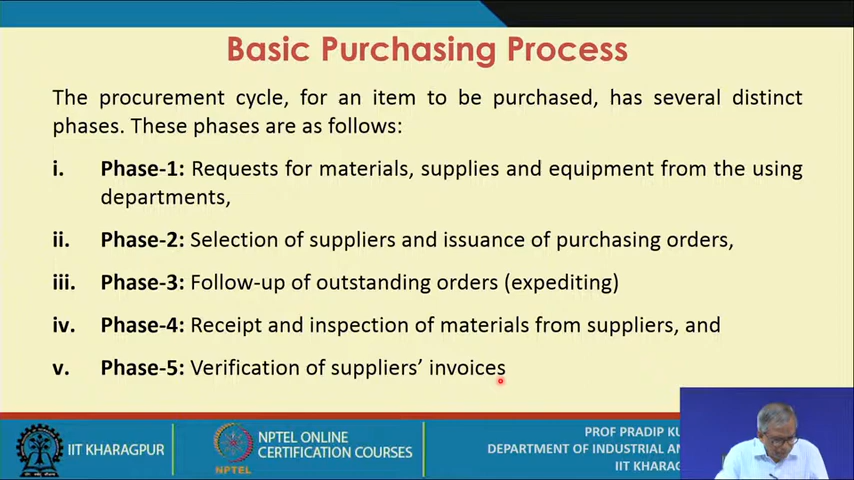 Basic Purchasing Process
The procurement cycle, for an item to be purchased, has several distinct
phases. These phases are as follows:
i. Phase-1: Requests for materials, supplies and equipment from the using
departments,
ii. Phase-2: Selection of suppliers and issuance of purchasing orders,
iii. Phase-3: Follow-up of outstanding orders (expediting)
iv. Phase-4: Receipt and inspection of materials from suppliers, and
v. Phase-5: Verification of suppliers’ invoices
IIT KHARAGPUR
NPTEL
NPTEL ONLINE
CERTIFICATION COURSES
PROF PRADIP
DEPARTMENT OF INDUSTRIAL
IIT